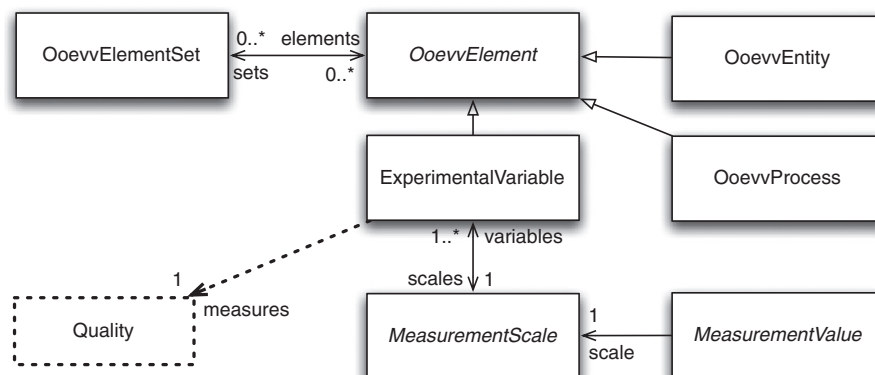 OoevvElementSet
0..* elements
sets
0..*
OoevvElement
OoevvEntity
ExperimentalVariable
OoevvProcess
1..* variables
scales 1
1
measures
Quality
MeasurementScale
1
scale
MeasurementValue